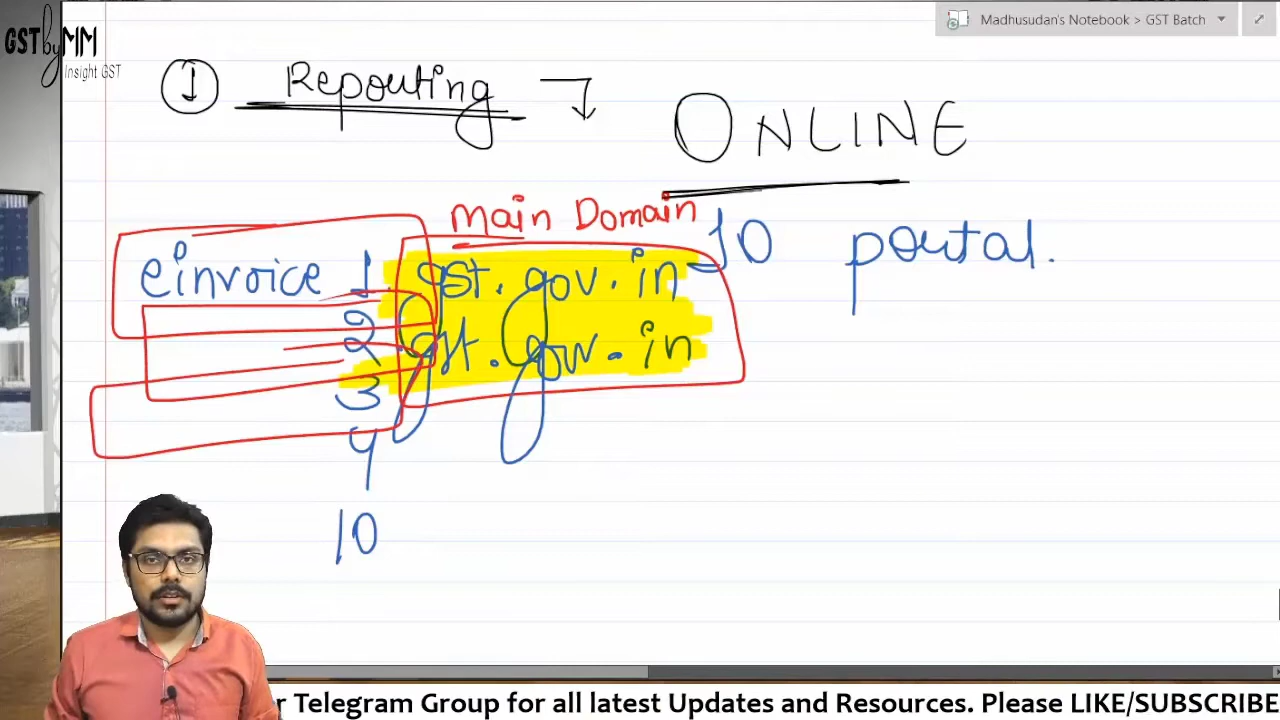 GST by MM
Insight GST
Madhusudan's Notebook > GST Batch
1 Reporting
ONLINE
Main Domain
10 portal.
einvoice 1 gst.gov.in
2 gst.gov.in
3
4
10
r Telegram Group for all latest Updates and Resources. Please LIKE/SUBSCRIBE